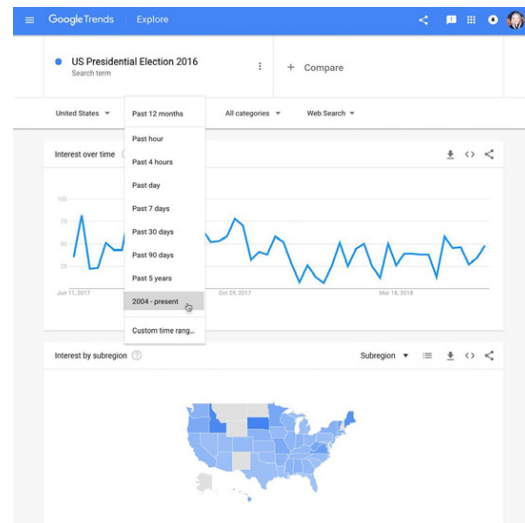 Google Trends Explore
US Presidential Election 2016
Search term
+ Compare
United States
Past 12 months
All categories
Web Search
Past hour
Past 4 hours
Past day
Past 7 days
Past 30 days
Past 90 days
Past 5 years
2004 - present
Custom time rang...
Interest over time
100
75
50
25
Jun 11, 2017
Oct 29, 2017
Mar 18, 2018
Interest by subregion
Subregion